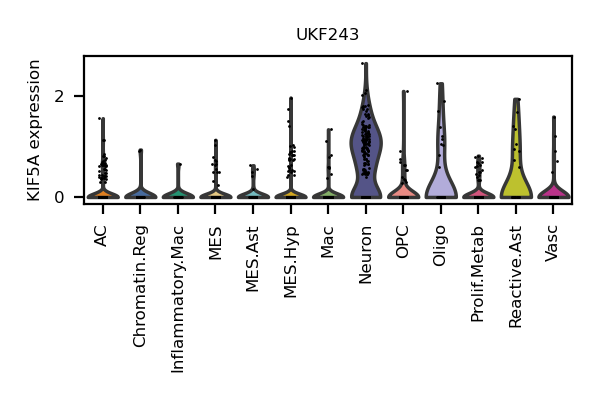 UKF243
KIF5A expression
2
0
AC
Chromatin.Reg
Inflammatory.Mac
MES
MES.Ast
MES.Hyp
Mac
Neuron
OPC
Oligo
Prolif.Metab
Reactive.Ast
Vasc